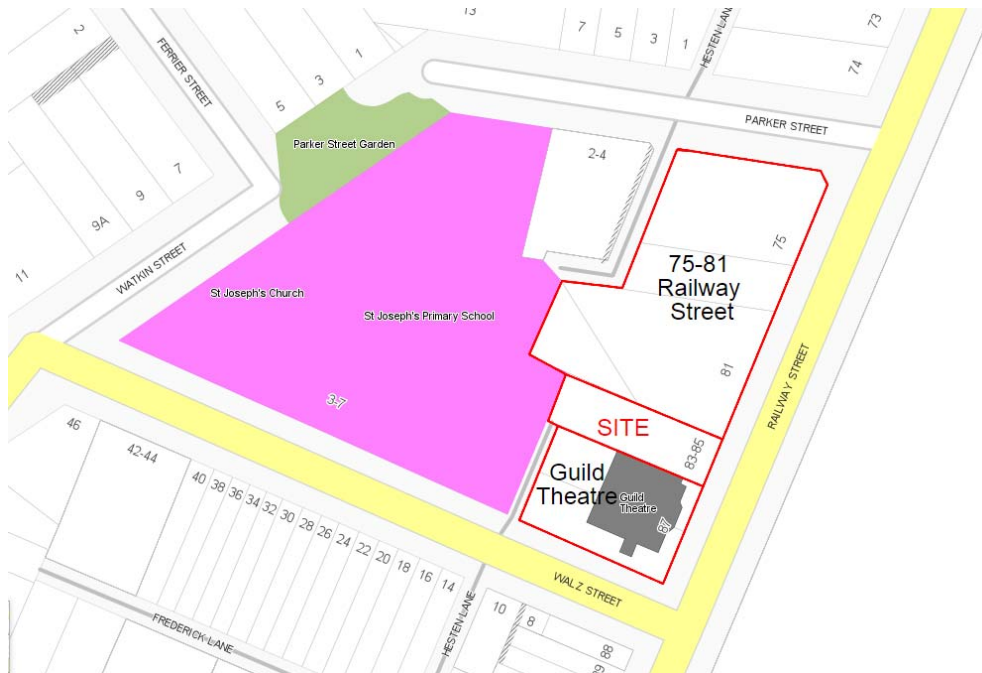 2
FERRIER STREET
13
7
5
3
1
HESTEN LANE
73
74
1
3
5
Parker Street Garden
PARKER STREET
2-4
7
9
9A
11
WATKIN STREET
75
75-81
Railway
Street
St Joseph's Church
St Joseph's Primary School
81
RAILWAY STREET
3-7
SITE
83-85
Guild
Theatre
Guild
Theatre
87
46
42-44
40
38
36
34
32
30
28
26
24
22
20
18
16
14
WALZ STREET
FREDERICK LANE
HESTEN LANE
10
8
88